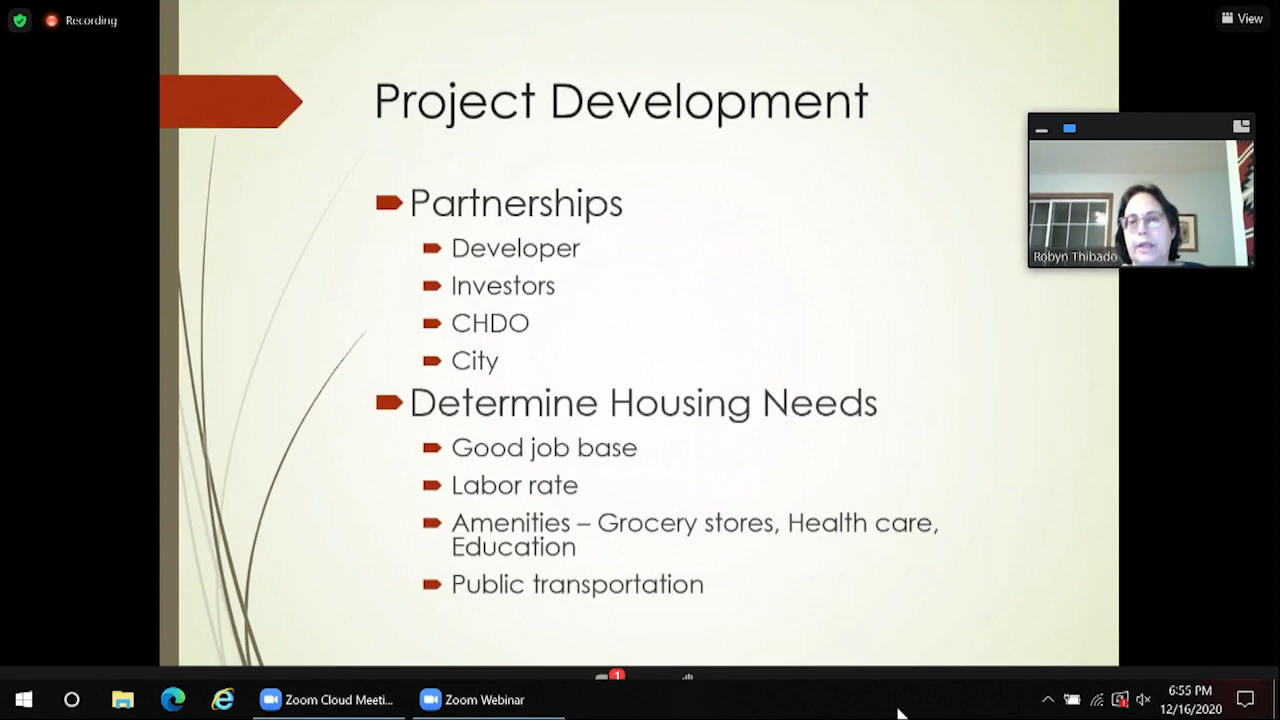 Recording
View
Project Development
Partnerships
Developer
Investors
CHDO
City
Determine Housing Needs
Good job base
Labor rate
Amenities – Grocery stores, Health care,
Education
Public transportation
Robyn Thibado
1
Zoom Cloud Meeti...
Zoom Webinar
6:55 PM
12/16/2020